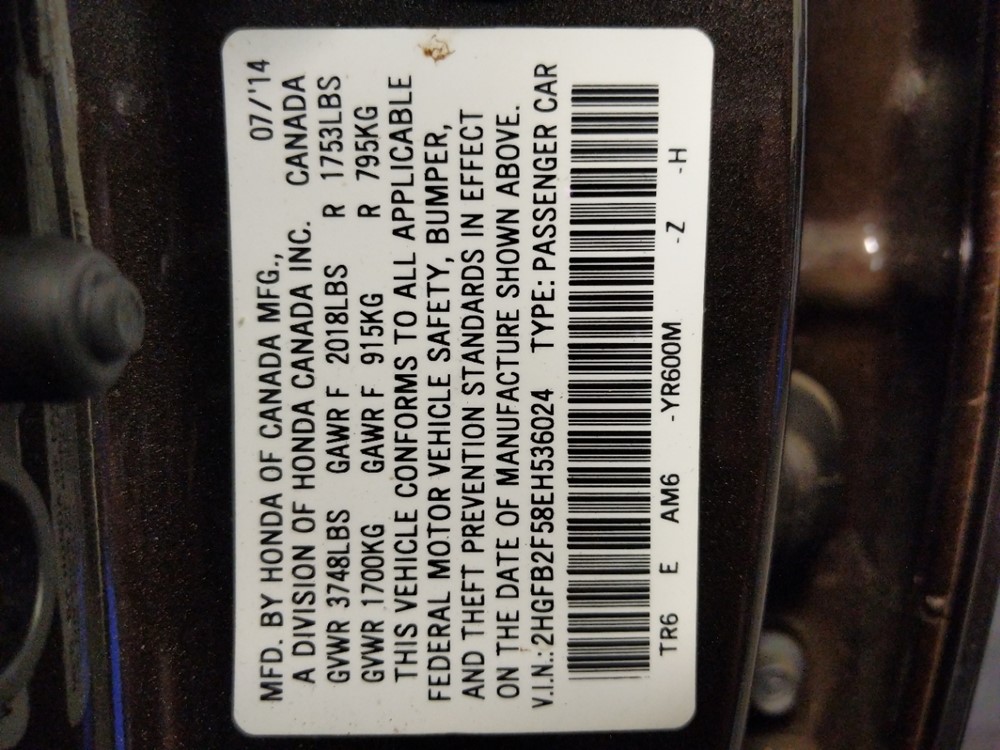 MFD. BY HONDA OF CANADA MFG., 07/'14
A DIVISION OF HONDA CANADA INC. CANADA
GVWR 3748LBS GAWR F 2018LBS R 1753LBS
GVWR 1700KG GAWR F 915KG R 795KG
THIS VEHICLE CONFORMS TO ALL APPLICABLE
FEDERAL MOTOR VEHICLE SAFETY, BUMPER,
AND THEFT PREVENTION STANDARDS IN EFFECT
ON THE DATE OF MANUFACTURE SHOWN ABOVE.
V.I.N.: 2HGFB2F58EH536024 TYPE: PASSENGER CAR
TR6 E AM6 -YR600M -Z -H